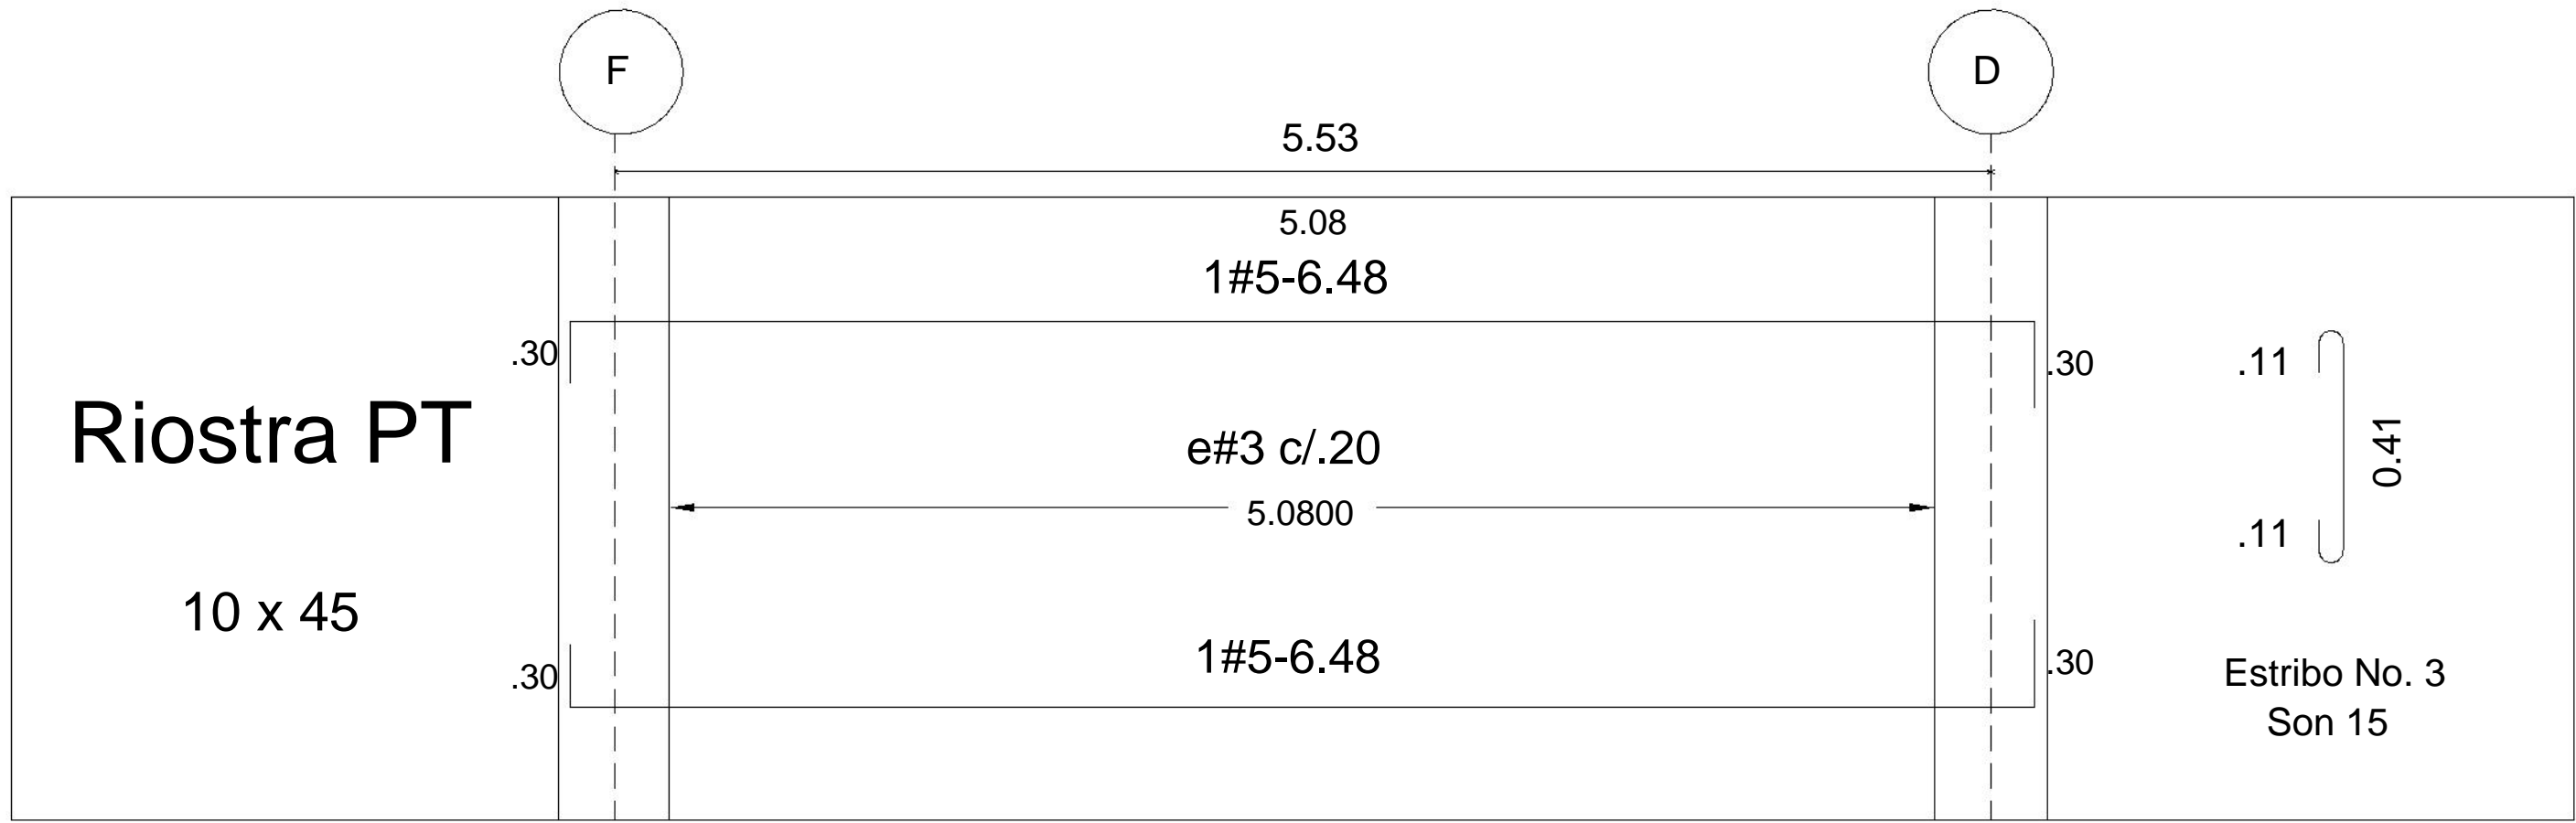 F
D
5.53
5.08
1#5-6.48
.30
.30
.11
Riostra PT
0.41
e#3 c/.20
5.0800
.11
10 x 45
1#5-6.48
.30
.30
Estribo No. 3
Son 15